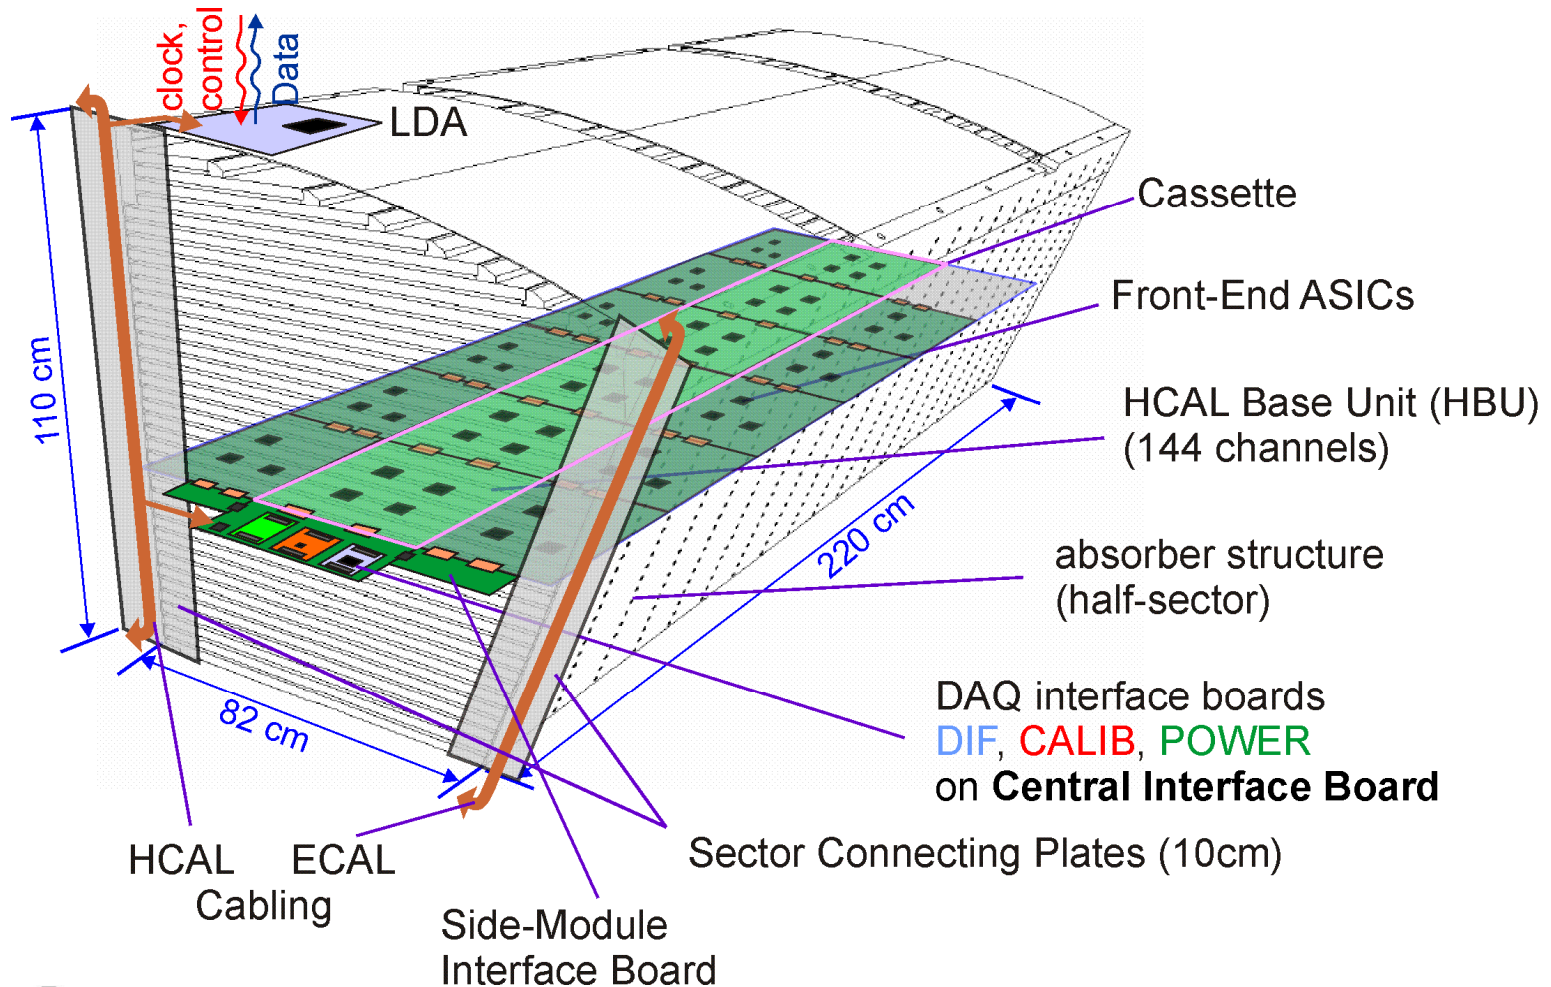 clock,
control
Data
LDA
Cassette
Front-End ASICs
110 cm
HCAL Base Unit (HBU)
(144 channels)
220 cm
absorber structure
(half-sector)
82 cm
DAQ interface boards
DIF, CALIB, POWER
on Central Interface Board
HCAL ECAL
Cabling
Sector Connecting Plates (10cm)
Side-Module
Interface Board